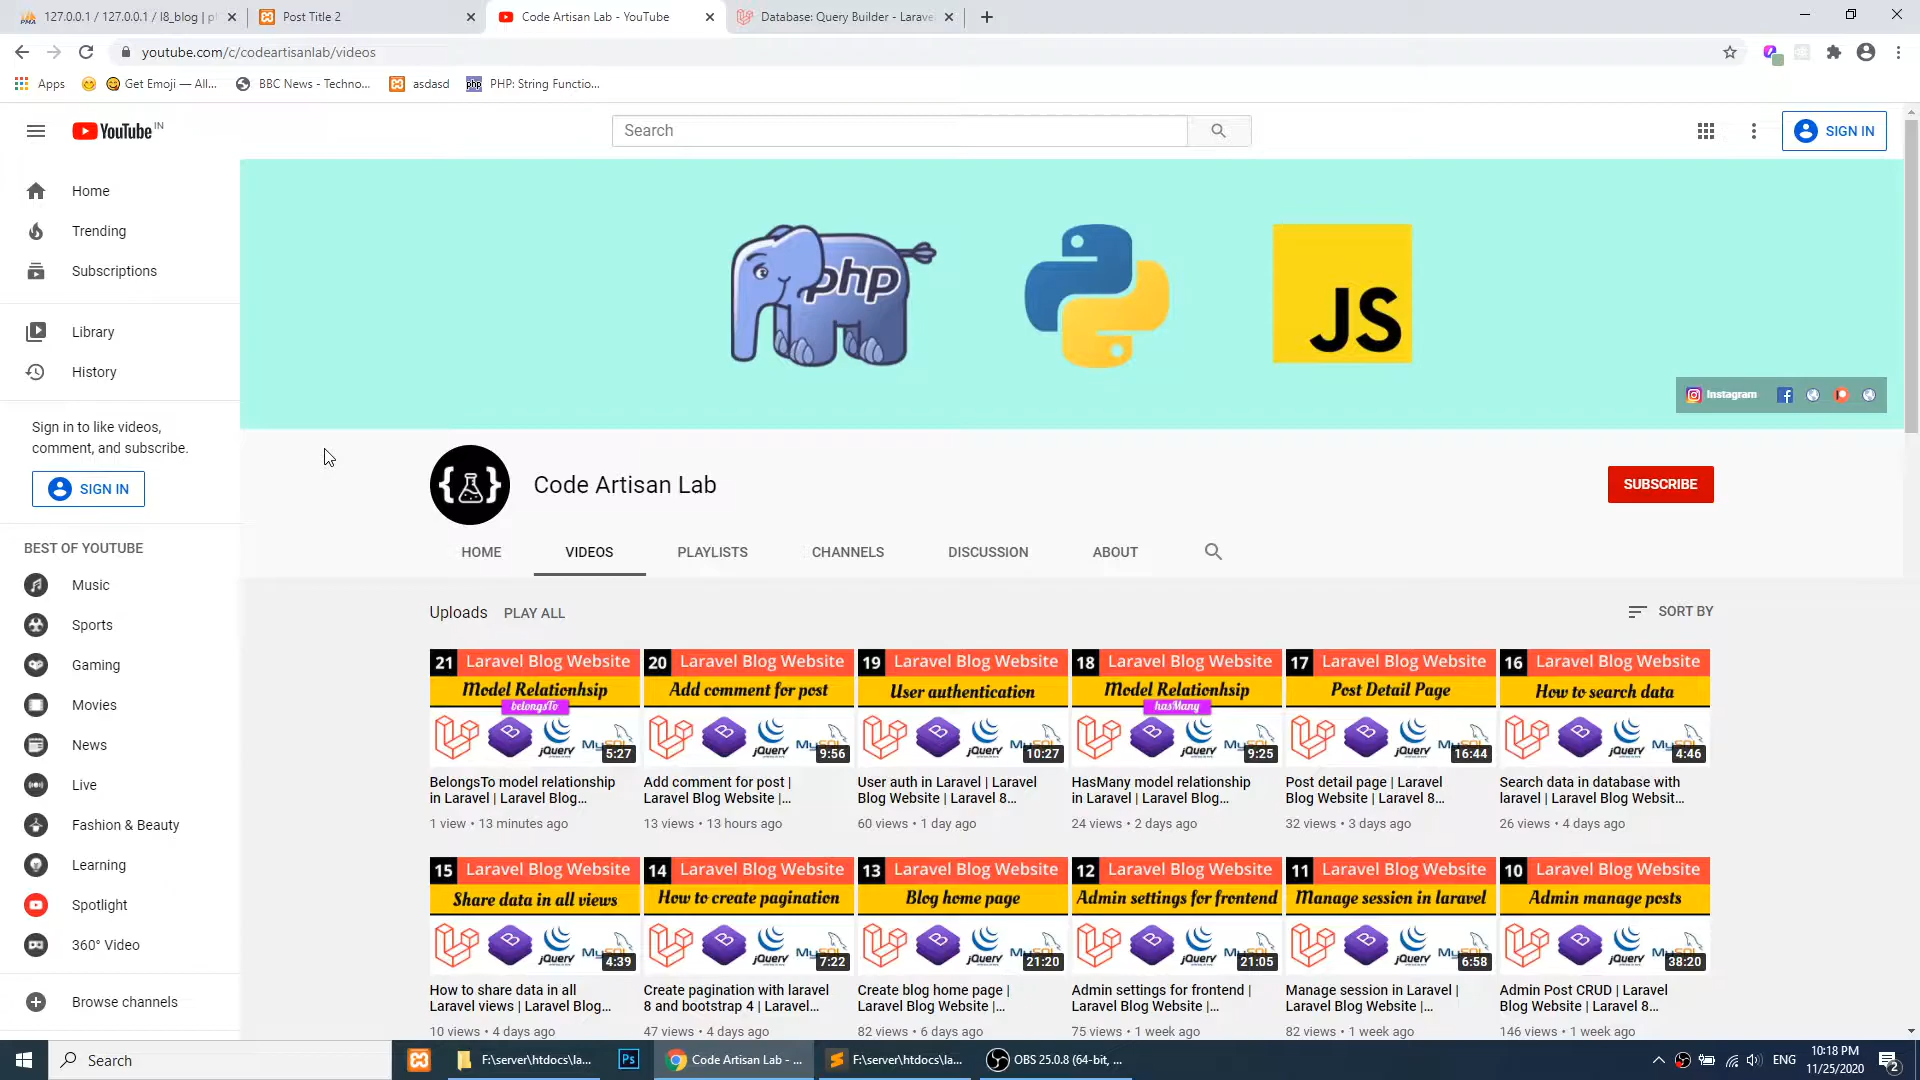 127.0.0.1 / 127.0.0.1 / l8_blog | p
Post Title 2
Code Artisan Lab - YouTube
Database: Query Builder - Larave
youtube.com/c/codeartisanlab/videos
Apps
Get Emoji — All...
BBC News - Techno...
asdasd
php
PHP: String Functio...
YouTube IN
Search
SIGN IN
Home
Trending
Subscriptions
Library
History
Sign in to like videos,
comment, and subscribe.
SIGN IN
BEST OF YOUTUBE
Music
Sports
Gaming
Movies
News
Live
Fashion & Beauty
Learning
Spotlight
360° Video
Browse channels
php
JS
Instagram
Code Artisan Lab
SUBSCRIBE
HOME
VIDEOS
PLAYLISTS
CHANNELS
DISCUSSION
ABOUT
Uploads
PLAY ALL
SORT BY
21 Laravel Blog Website
Model Relationhsip
belongsTo
jQuery
5:27
BelongsTo model relationship
in Laravel | Laravel Blog...
1 view • 13 minutes ago
20 Laravel Blog Website
Add comment for post
jQuery
9:56
Add comment for post |
Laravel Blog Website |...
13 views • 13 hours ago
19 Laravel Blog Website
User authentication
jQuery
10:27
User auth in Laravel | Laravel
Blog Website | Laravel 8...
60 views • 1 day ago
18 Laravel Blog Website
Model Relationhsip
hasMany
jQuery
9:25
HasMany model relationship
in Laravel | Laravel Blog...
24 views • 2 days ago
17 Laravel Blog Website
Post Detail Page
jQuery
16:44
Post detail page | Laravel
Blog Website | Laravel 8...
32 views • 3 days ago
16 Laravel Blog Website
How to search data
jQuery
4:46
Search data in database with
laravel | Laravel Blog Websit...
26 views • 4 days ago
15 Laravel Blog Website
Share data in all views
jQuery
4:39
How to share data in all
Laravel views | Laravel Blog...
10 views • 4 days ago
14 Laravel Blog Website
How to create pagination
jQuery
7:22
Create pagination with laravel
8 and bootstrap 4 | Laravel...
47 views • 4 days ago
13 Laravel Blog Website
Blog home page
jQuery
21:20
Create blog home page |
Laravel Blog Website |...
82 views • 6 days ago
12 Laravel Blog Website
Admin settings for frontend
jQuery
21:05
Admin settings for frontend |
Laravel Blog Website |...
75 views • 1 week ago
11 Laravel Blog Website
Manage session in laravel
jQuery
6:58
Manage session in Laravel |
Laravel Blog Website |...
82 views • 1 week ago
10 Laravel Blog Website
Admin manage posts
jQuery
38:20
Admin Post CRUD | Laravel
Blog Website | Laravel 8...
146 views • 1 week ago
Search
F:\server\htdocs\la...
Ps
Code Artisan Lab - ...
F:\server\htdocs\la...
OBS 25.0.8 (64-bit, ...
ENG
10:18 PM
11/25/2020
2